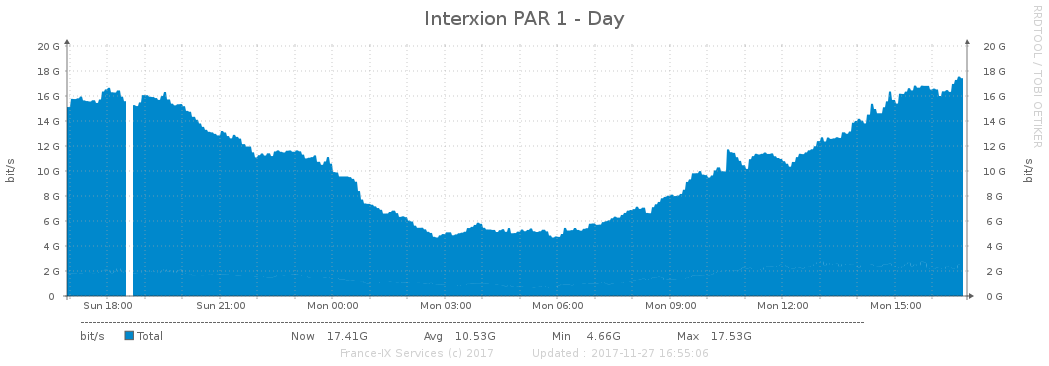 Interxion PAR 1 - Day
RRDTOOL / TOBI OETIKER
bit/s
20 G 20 G
18 G 18 G
16 G 16 G
14 G 14 G
12 G 12 G
10 G 10 G
8 G 8 G
6 G 6 G
4 G 4 G
2 G 2 G
0 0 G
bit/s
Sun 18:00 Sun 21:00 Mon 00:00 Mon 03:00 Mon 06:00 Mon 09:00 Mon 12:00 Mon 15:00
bit/s Total Now 17.41G Avg 10.53G Min 4.66G Max 17.53G
France-IX Services (c) 2017 Updated : 2017-11-27 16:55:06